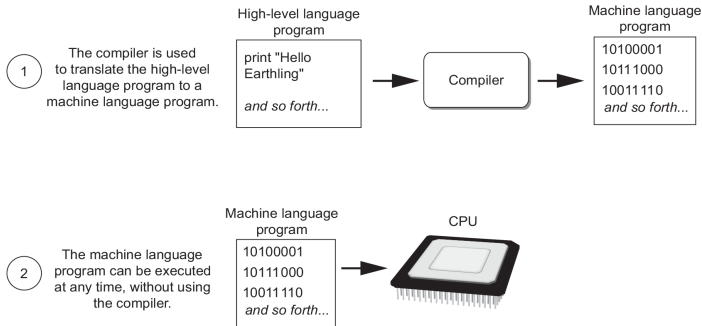 High-level language
program
Machine language
program
1
The compiler is used
to translate the high-level
language program to a
machine language program.
print "Hello
Earthling"
and so forth...
Compiler
10100001
10111000
10011110
and so forth...
Machine language
program
CPU
2
The machine language
program can be executed
at any time, without using
the compiler.
10100001
10111000
10011110
and so forth...